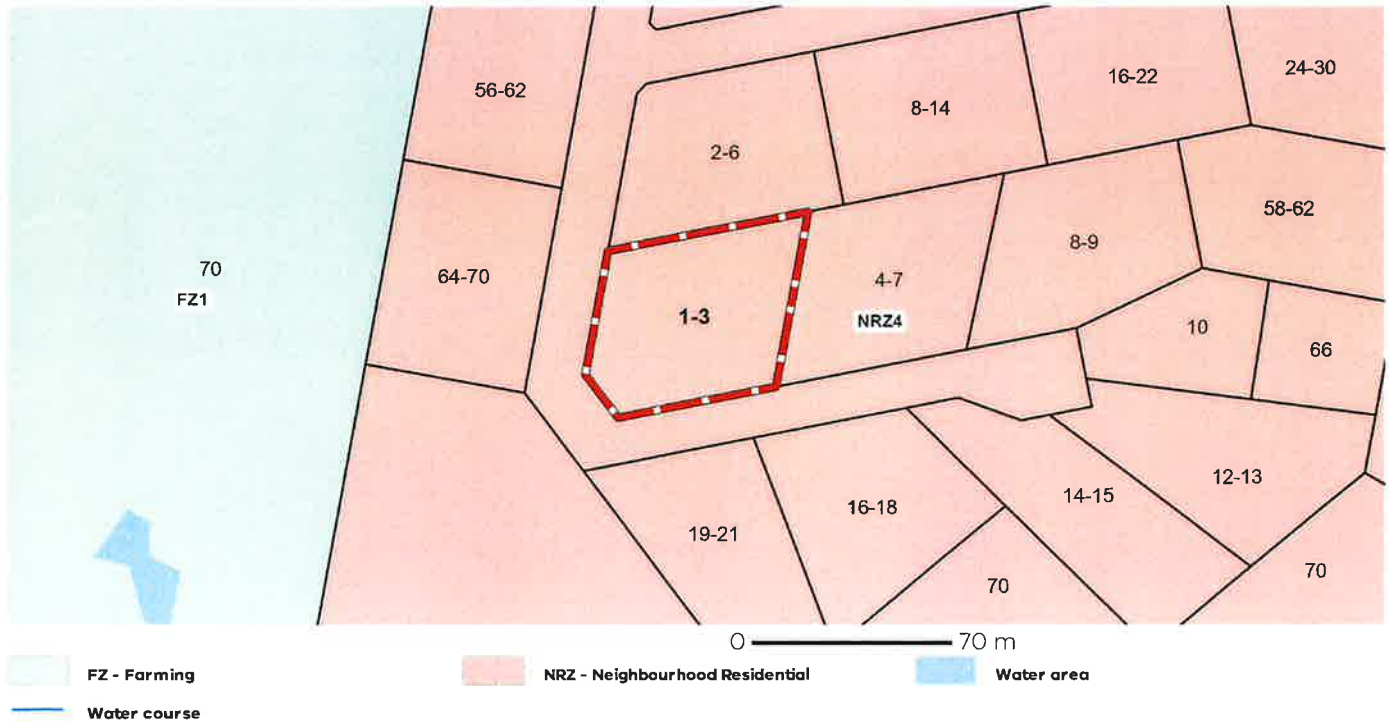 56-62
2-6
8-14
16-22
24-30
70
FZ1
64-70
1-3
4-7
NRZ4
8-9
58-62
10
66
19-21
16-18
14-15
12-13
70
70
0 70 m
FZ - Farming
NRZ - Neighbourhood Residential
Water area
Water course